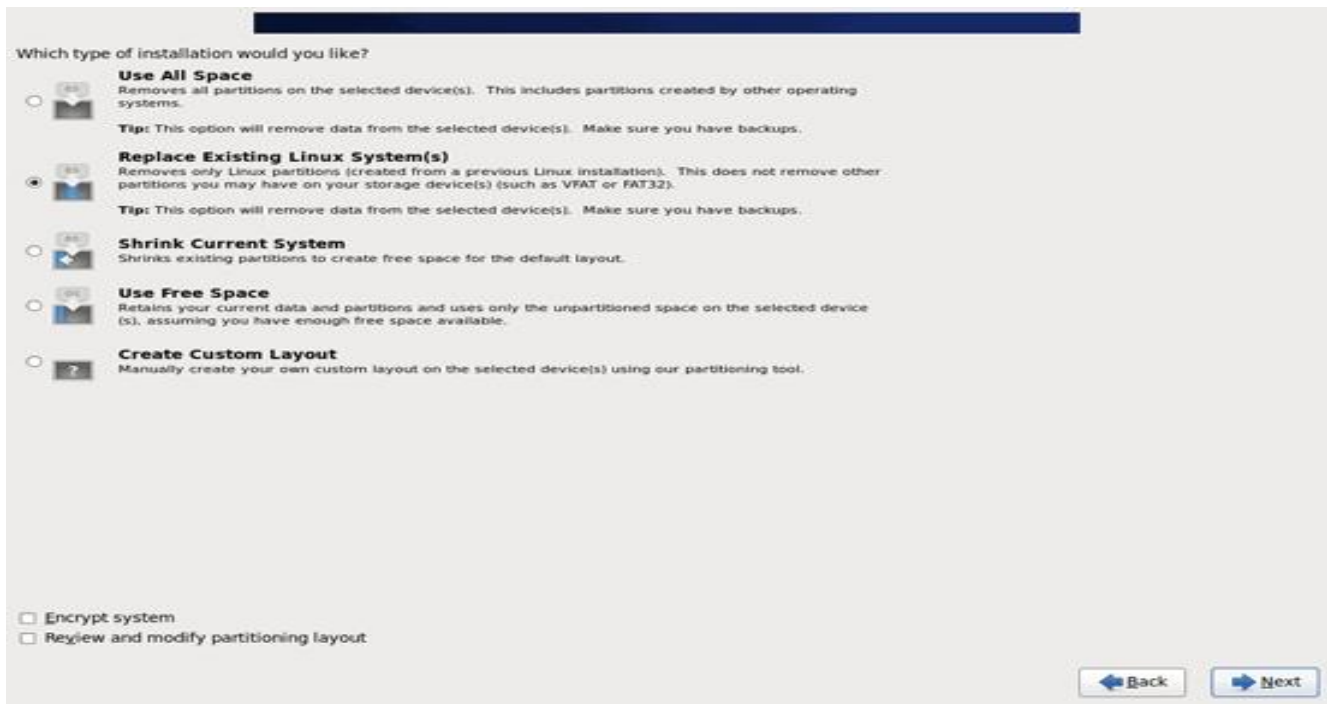 Which type of installation would you like?
Use All Space
Removes all partitions on the selected device(s). This includes partitions created by other operating
systems.
Tip: This option will remove data from the selected device(s). Make sure you have backups.
Replace Existing Linux System(s)
Removes only Linux partitions (created from a previous Linux installation). This does not remove other
partitions you may have on your storage device(s) (such as VFAT or FAT32).
Tip: This option will remove data from the selected device(s). Make sure you have backups.
Shrink Current System
Shrinks existing partitions to create free space for the default layout.
Use Free Space
Retains your current data and partitions and uses only the unpartitioned space on the selected device
(s), assuming you have enough free space available.
Create Custom Layout
Manually create your own custom layout on the selected device(s) using our partitioning tool.
?
Encrypt system
Review and modify partitioning layout
Back
Next